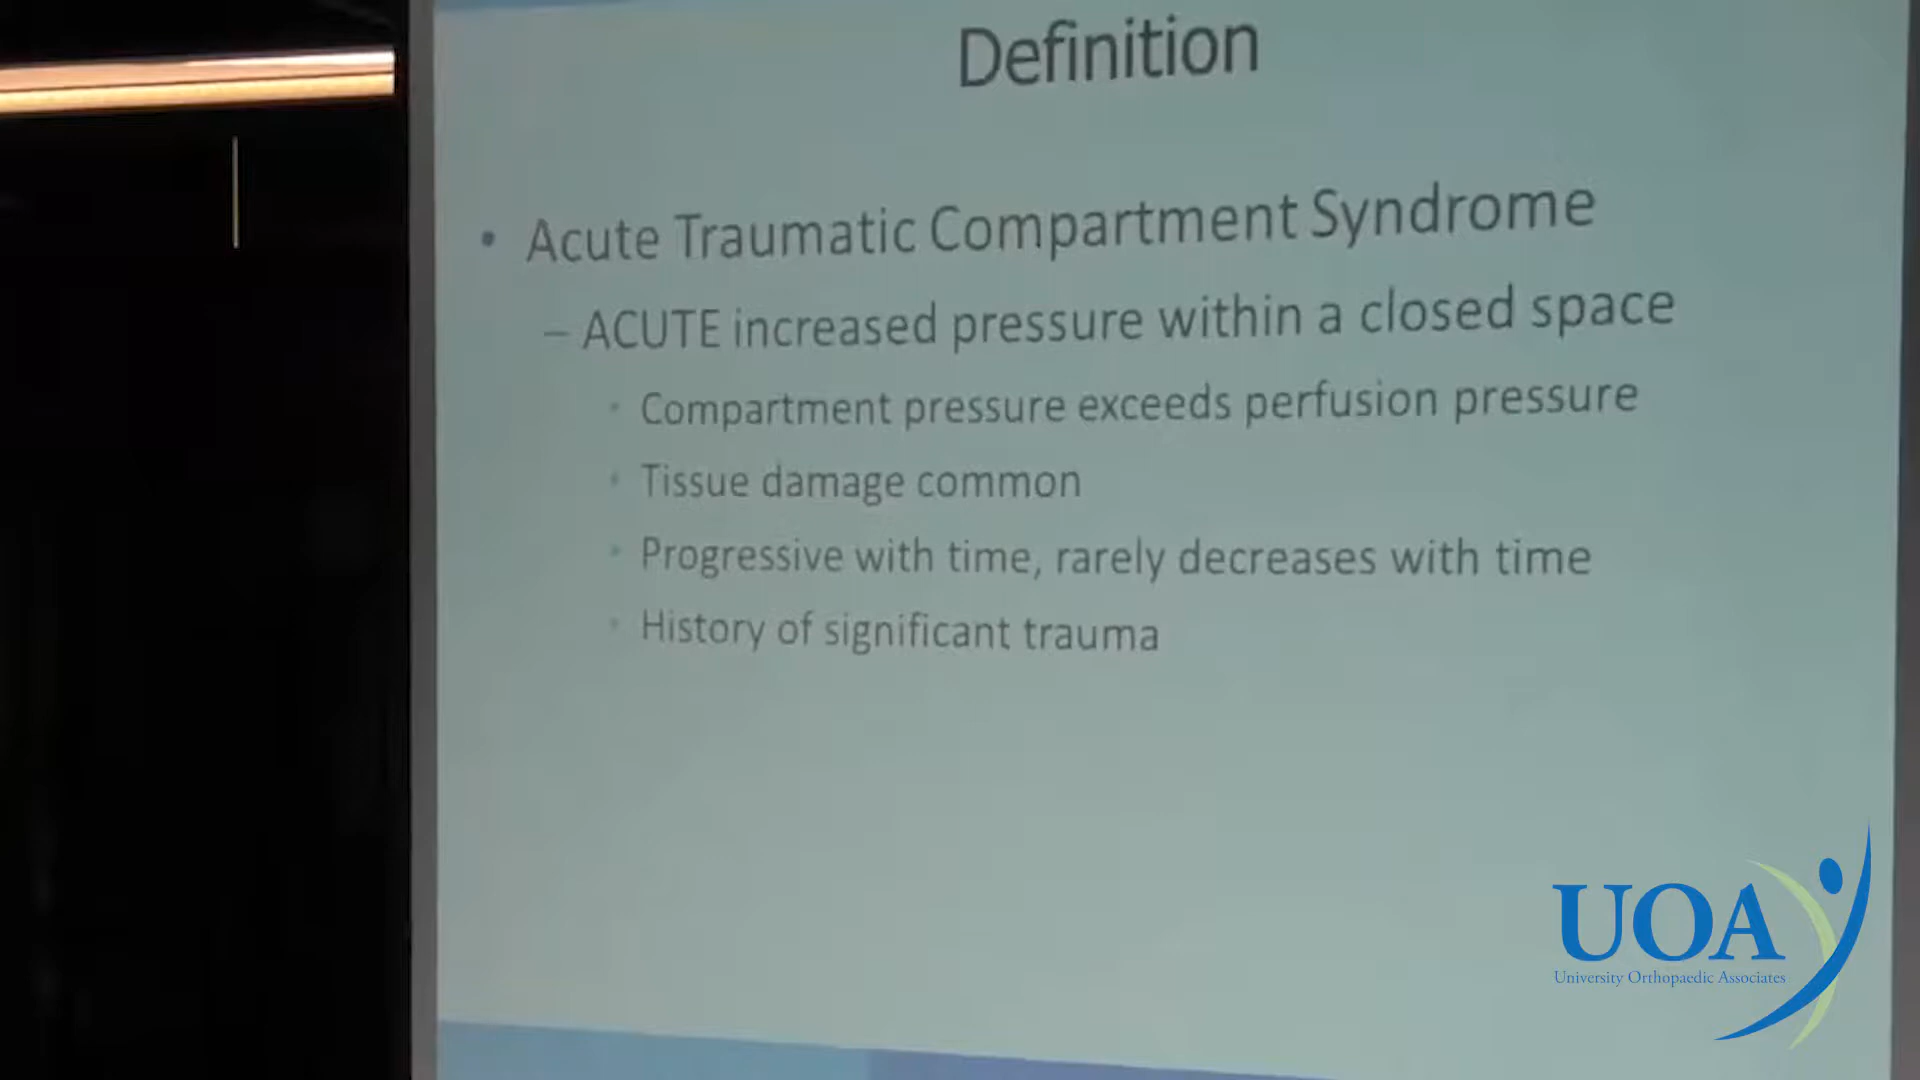 Definition
• Acute Traumatic Compartment Syndrome
– ACUTE increased pressure within a closed space
• Compartment pressure exceeds perfusion pressure
• Tissue damage common
• Progressive with time, rarely decreases with time
• History of significant trauma
UOA
University Orthopaedic Associates